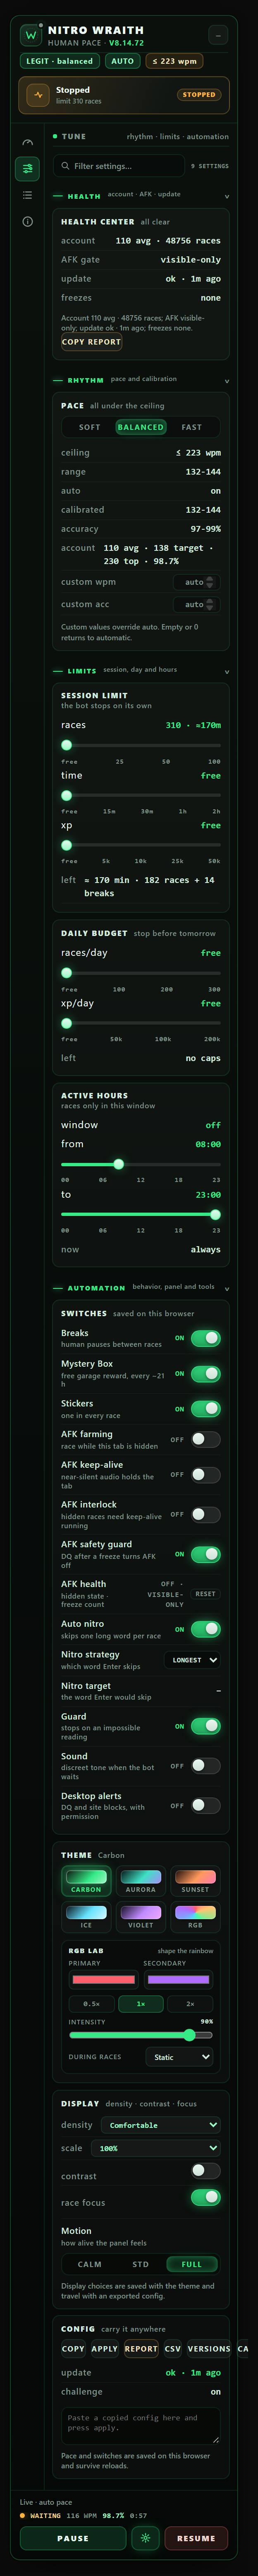 W
NITRO WRAITH
HUMAN PACE · V8.14.72
–
LEGIT · BALANCED
AUTO
≤ 223 wpm
Stopped
limit 310 races
STOPPED
TUNE
rhythm · limits · automation
Filter settings...
9 SETTINGS
HEALTH
account · AFK · update
v
HEALTH CENTER all clear
account 110 avg · 48756 races
AFK gate visible-only
update ok · 1m ago
freezes none
Account 110 avg · 48756 races; AFK visible-
only; update ok · 1m ago; freezes none.
COPY REPORT
RHYTHM
pace and calibration
v
PACE all under the ceiling
SOFT BALANCED FAST
ceiling ≤ 223 wpm
range 132-144
auto on
calibrated 132-144
accuracy 97-99%
account 110 avg · 138 target ·
230 top · 98.7%
custom wpm auto
custom acc auto
Custom values override auto. Empty or 0
returns to automatic.
LIMITS
session, day and hours
v
SESSION LIMIT
the bot stops on its own
races 310 · ≈170m
free 25 50 100
time free
free 15m 30m 1h 2h
xp free
free 5k 10k 25k 50k
left ≈ 170 min · 182 races + 14
breaks
DAILY BUDGET stop before tomorrow
races/day free
free 100 200 300
xp/day free
free 50k 100k 200k
left no caps
ACTIVE HOURS
races only in this window
window off
from 08:00
00 06 12 18 23
to 23:00
00 06 12 18 23
now always
AUTOMATION
behavior, panel and tools
v
SWITCHES saved on this browser
Breaks
human pauses between races
ON
Mystery Box
free garage reward, every ~21
h
ON
Stickers
one in every race
ON
AFK farming
race while this tab is hidden
OFF
AFK keep-alive
near-silent audio holds the
tab
OFF
AFK interlock
hidden races need keep-alive
running
OFF
AFK safety guard
DQ after a freeze turns AFK
off
ON
AFK health
hidden state ·
freeze count
OFF ·
VISIBLE-
ONLY
RESET
Auto nitro
skips one long word per race
ON
Nitro strategy
which word Enter skips
LONGEST
Nitro target
the word Enter would skip
–
Guard
stops on an impossible
reading
ON
Sound
discreet tone when the bot
waits
OFF
Desktop alerts
DQ and site blocks, with
permission
OFF
THEME Carbon
CARBON AURORA SUNSET
ICE VIOLET RGB
RGB LAB shape the rainbow
PRIMARY SECONDARY
0.5× 1× 2×
INTENSITY 90%
DURING RACES Static
DISPLAY density · contrast · focus
density Comfortable
scale 100%
contrast
race focus
Motion
how alive the panel feels
CALM STD FULL
Display choices are saved with the theme and
travel with an exported config.
CONFIG carry it anywhere
COPY APPLY REPORT CSV VERSIONS CA
update ok · 1m ago
challenge on
Paste a copied config here and
press apply.
Pace and switches are saved on this browser
and survive reloads.
Live · auto pace
WAITING 116 WPM 98.7% 0:57
PAUSE
RESUME